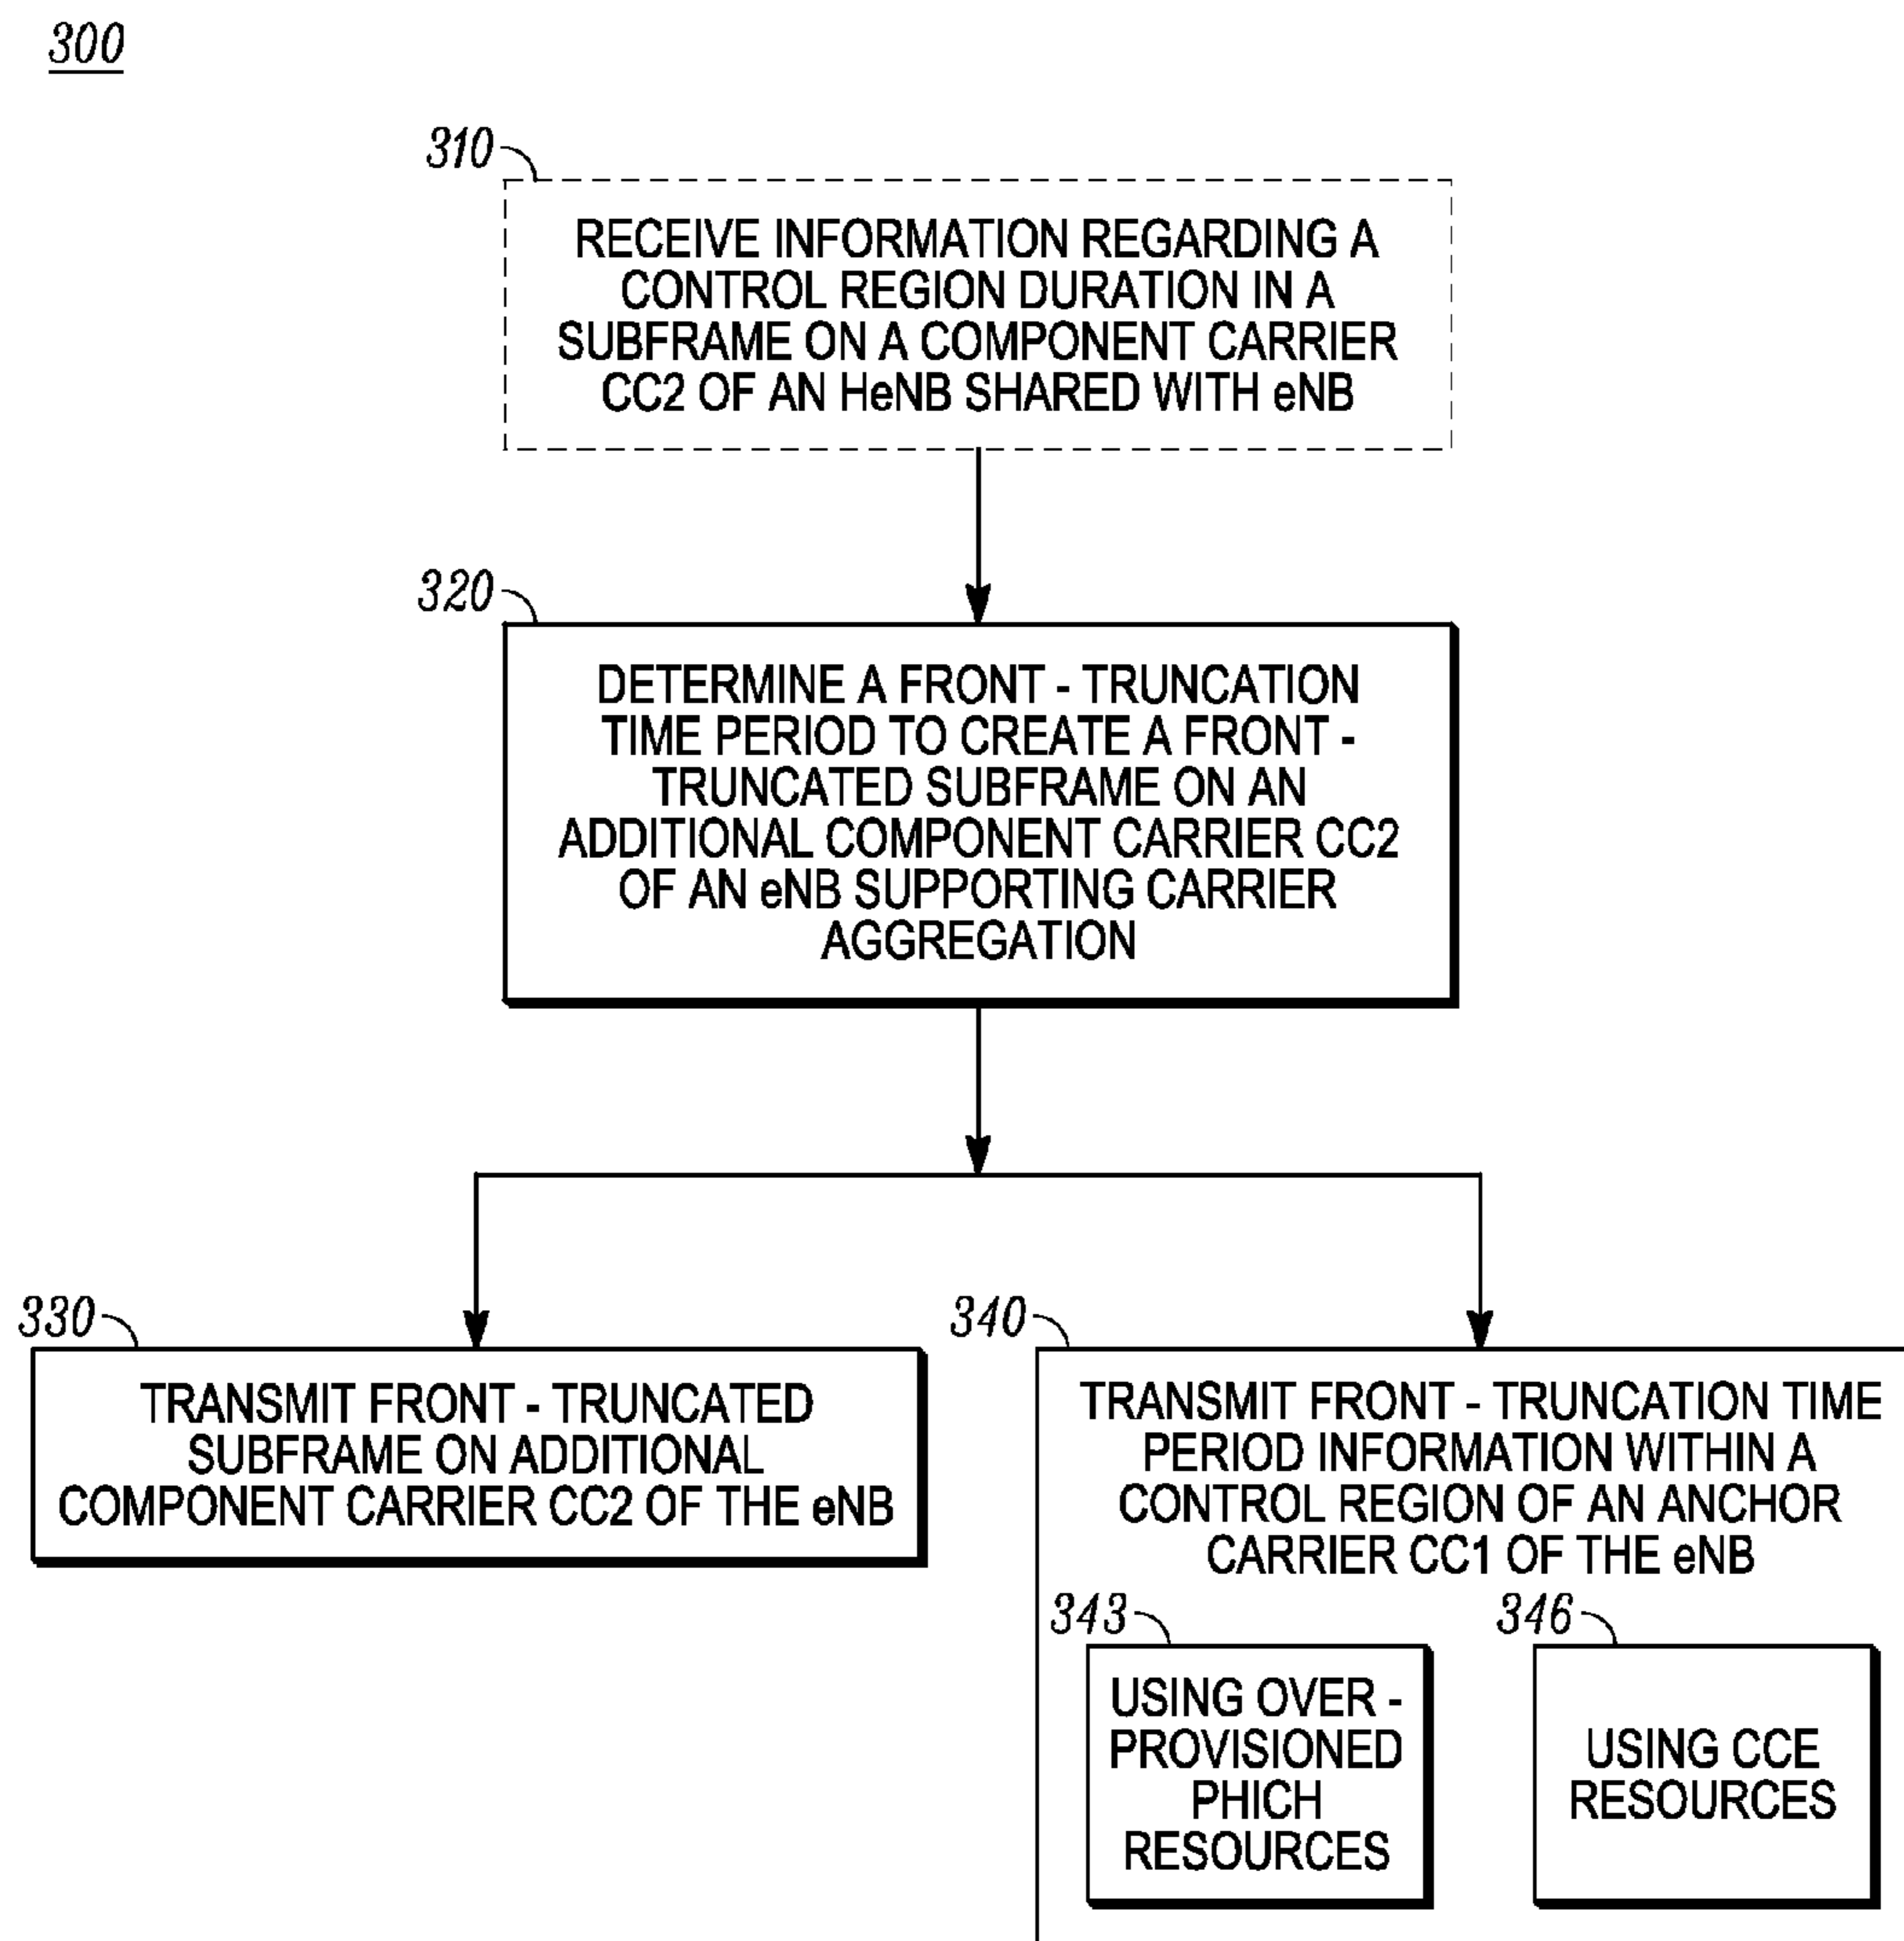 300
310
RECEIVE INFORMATION REGARDING A
CONTROL REGION DURATION IN A
SUBFRAME ON A COMPONENT CARRIER
CC2 OF AN HeNB SHARED WITH eNB
320
DETERMINE A FRONT - TRUNCATION
TIME PERIOD TO CREATE A FRONT -
TRUNCATED SUBFRAME ON AN
ADDITIONAL COMPONENT CARRIER CC2
OF AN eNB SUPPORTING CARRIER
AGGREGATION
330
TRANSMIT FRONT - TRUNCATED
SUBFRAME ON ADDITIONAL
COMPONENT CARRIER CC2 OF THE eNB
340
TRANSMIT FRONT - TRUNCATION TIME
PERIOD INFORMATION WITHIN A
CONTROL REGION OF AN ANCHOR
CARRIER CC1 OF THE eNB
343
USING OVER -
PROVISIONED
PHICH
RESOURCES
346
USING CCE
RESOURCES